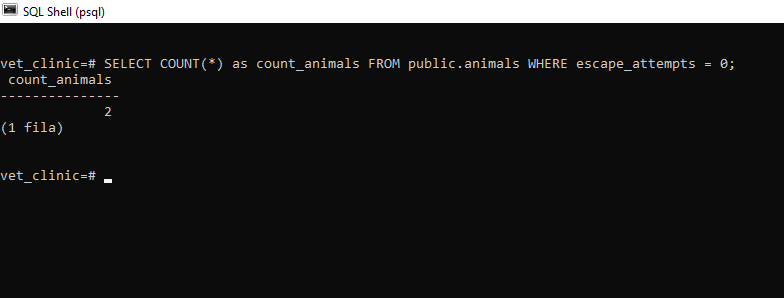 SQL Shell (psql)
vet_clinic=# SELECT COUNT(*) as count_animals FROM public.animals WHERE escape_attempts = 0;
count_animals
---------------
2
(1 fila)
vet_clinic=#